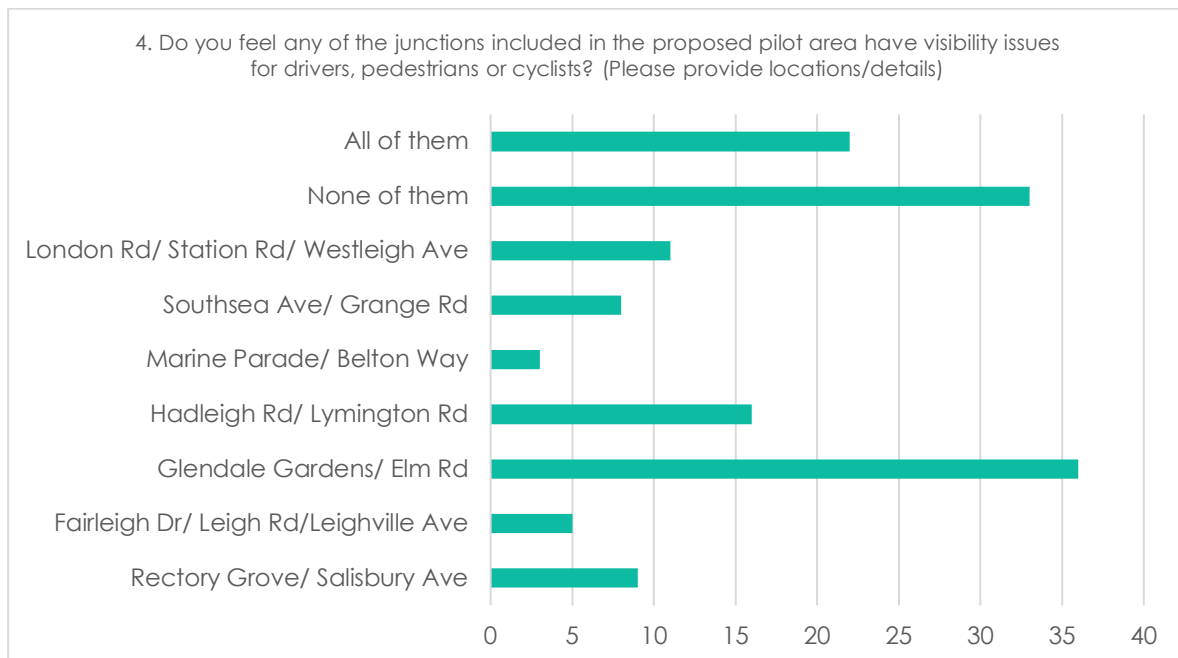 4. Do you feel any of the junctions included in the proposed pilot area have visibility issues
for drivers, pedestrians or cyclists? (Please provide locations/details)
All of them
None of them
London Rd/ Station Rd/ Westleigh Ave
Southsea Ave/ Grange Rd
Marine Parade/ Belton Way
Hadleigh Rd/ Lymington Rd
Glendale Gardens/ Elm Rd
Fairleigh Dr/ Leigh Rd/Leighville Ave
Rectory Grove/ Salisbury Ave
0 5 10 15 20 25 30 35 40